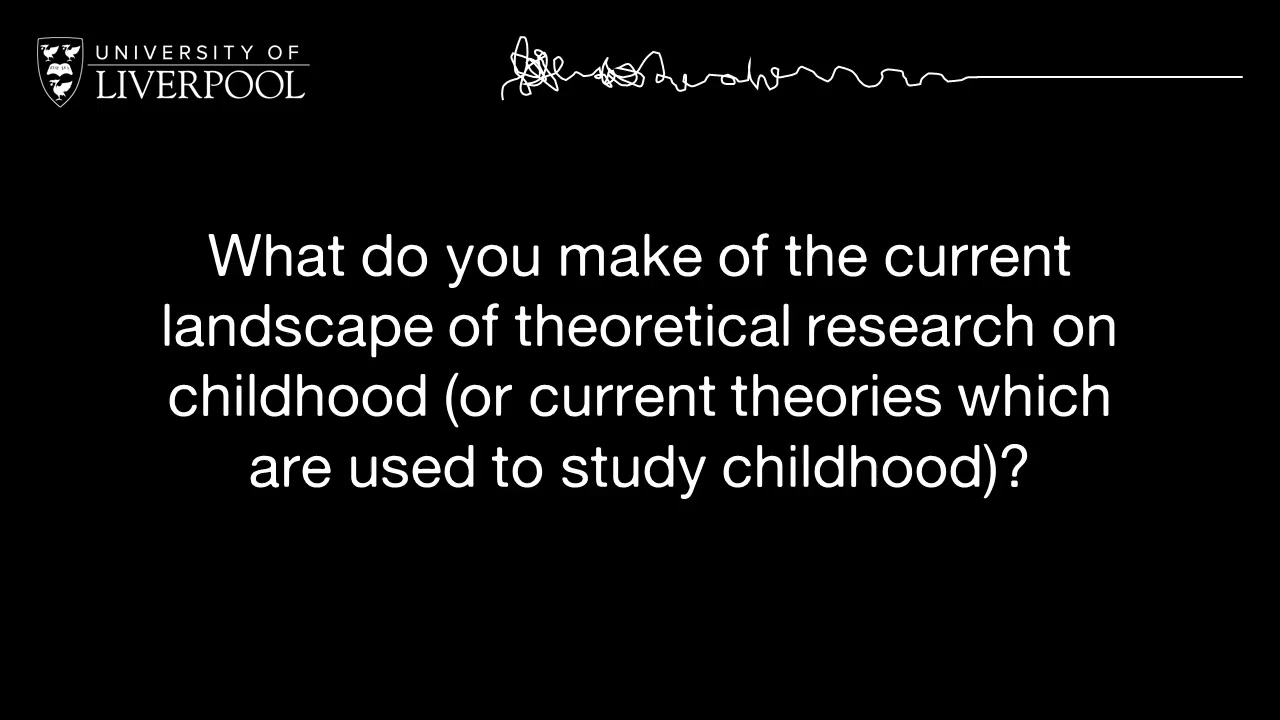 UNIVERSITY OF
LIVERPOOL
What do you make of the current
landscape of theoretical research on
childhood (or current theories which
are used to study childhood)?